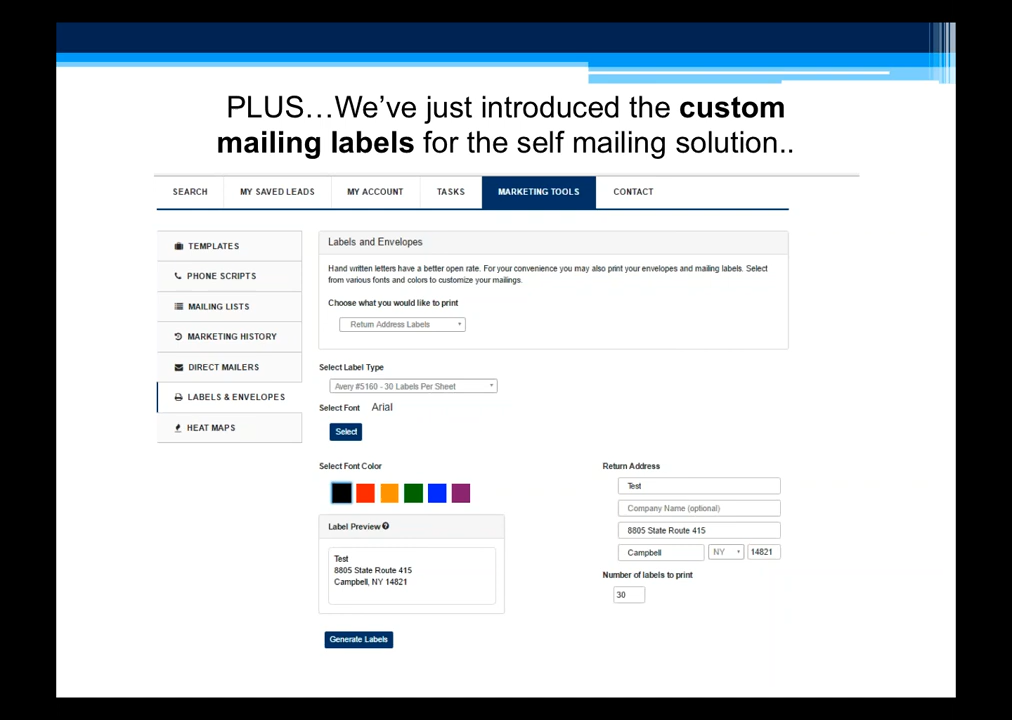 PLUS…We've just introduced the custom
mailing labels for the self mailing solution..
SEARCH
MY SAVED LEADS
MY ACCOUNT
TASKS
MARKETING TOOLS
CONTACT
TEMPLATES
PHONE SCRIPTS
MAILING LISTS
MARKETING HISTORY
DIRECT MAILERS
LABELS & ENVELOPES
HEAT MAPS
Labels and Envelopes
Hand written letters have a better open rate. For your convenience you may also print your envelopes and mailing labels. Select
from various fonts and colors to customize your mailings.
Choose what you would like to print
Return Address Labels
Select Label Type
Avery #5160 - 30 Labels Per Sheet
Select Font Arial
Select
Select Font Color
Label Preview
Test
8805 State Route 415
Campbell, NY 14821
Generate Labels
Return Address
Test
Company Name (optional)
8805 State Route 415
Campbell NY 14821
Number of labels to print
30